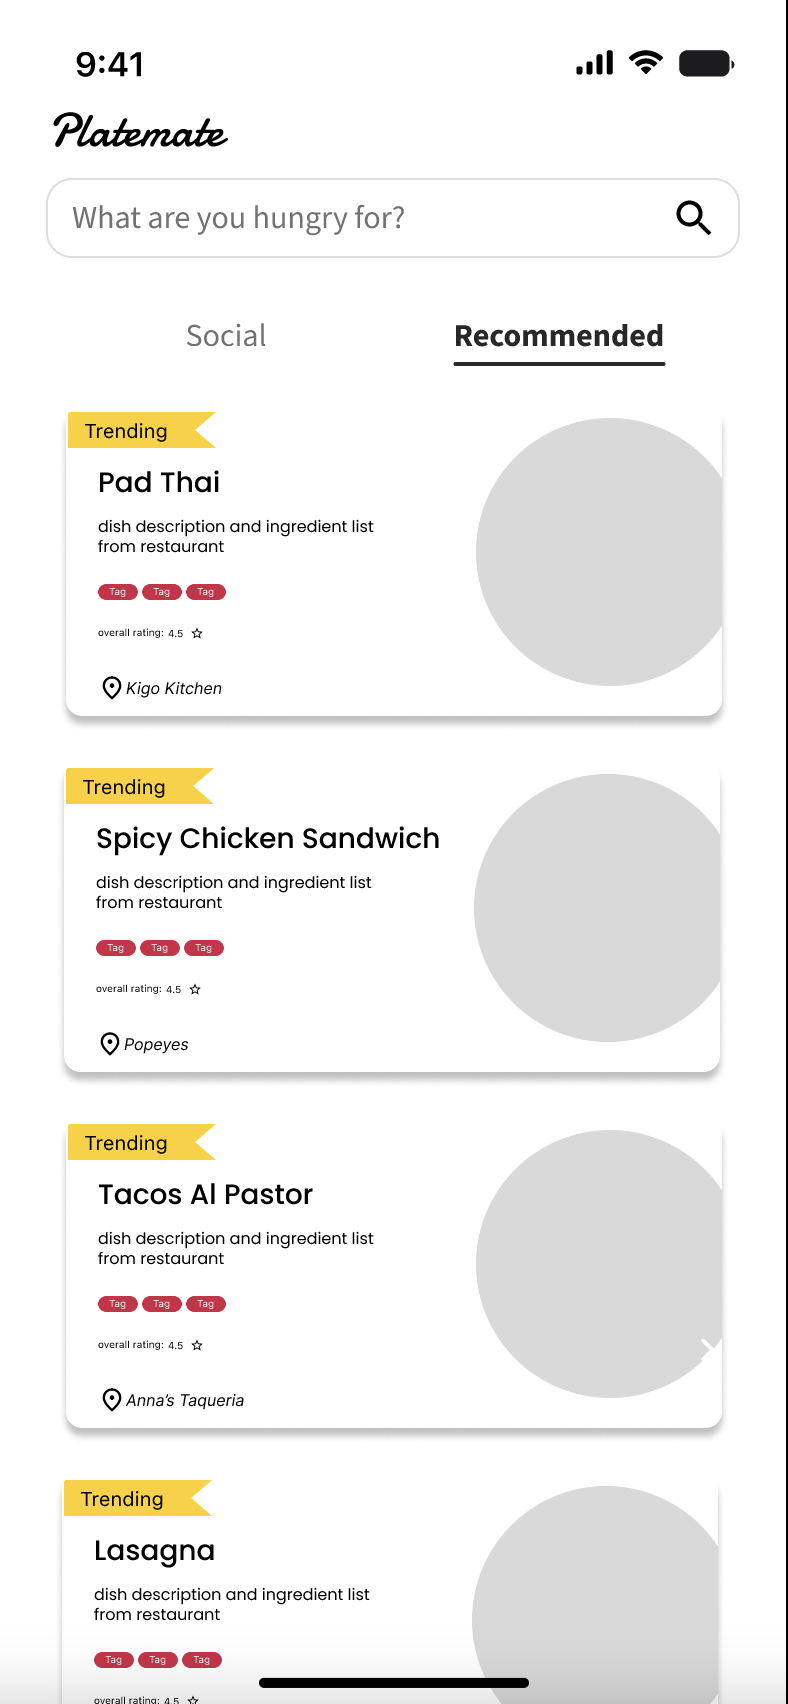 9:41
Platemate
What are you hungry for?
Social
Recommended
Trending
Pad Thai
dish description and ingredient list
from restaurant
Tag Tag Tag
overall rating: 4.5
Kigo Kitchen
Trending
Spicy Chicken Sandwich
dish description and ingredient list
from restaurant
Tag Tag Tag
overall rating: 4.5
Popeyes
Trending
Tacos Al Pastor
dish description and ingredient list
from restaurant
Tag Tag Tag
overall rating: 4.5
Anna's Taqueria
Trending
Lasagna
dish description and ingredient list
from restaurant
Tag Tag Tag
overall rating: 4.5